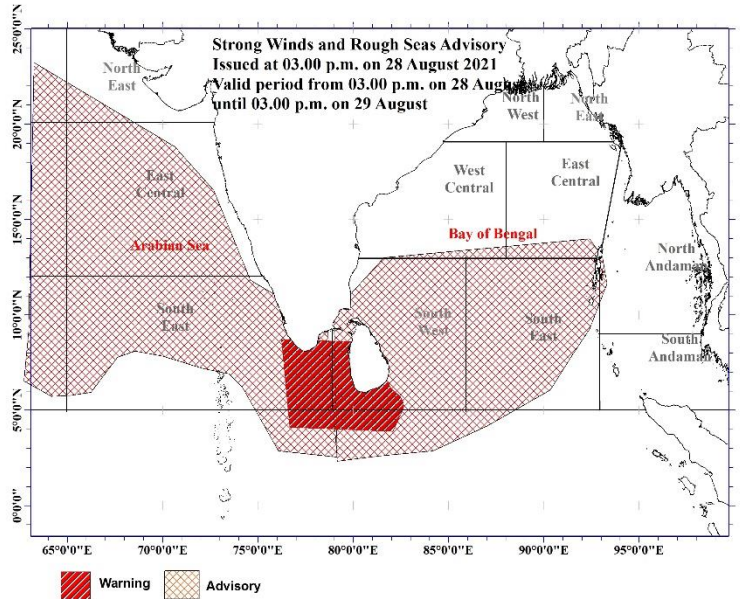 25°0'0"N
20°0'0"N
15°0'0"N
10°0'0"N
5°0'0"N
0°0'0"
Strong Winds and Rough Seas Advisory
Issued at 03.00 p.m. on 28 August 2021
Valid period from 03.00 p.m. on 28 Augu
until 03.00 p.m. on 29 August
North
East
North
West
North
East
East
Central
West
Central
East
Central
Arabian Sea
Bay of Bengal
North
Andaman
South
East
South
West
South
East
South
Andaman
65°0'0"E
70°0'0"E
75°0'0"E
80°0'0"E
85°0'0"E
90°0'0"E
95°0'0"E
Warning
Advisory